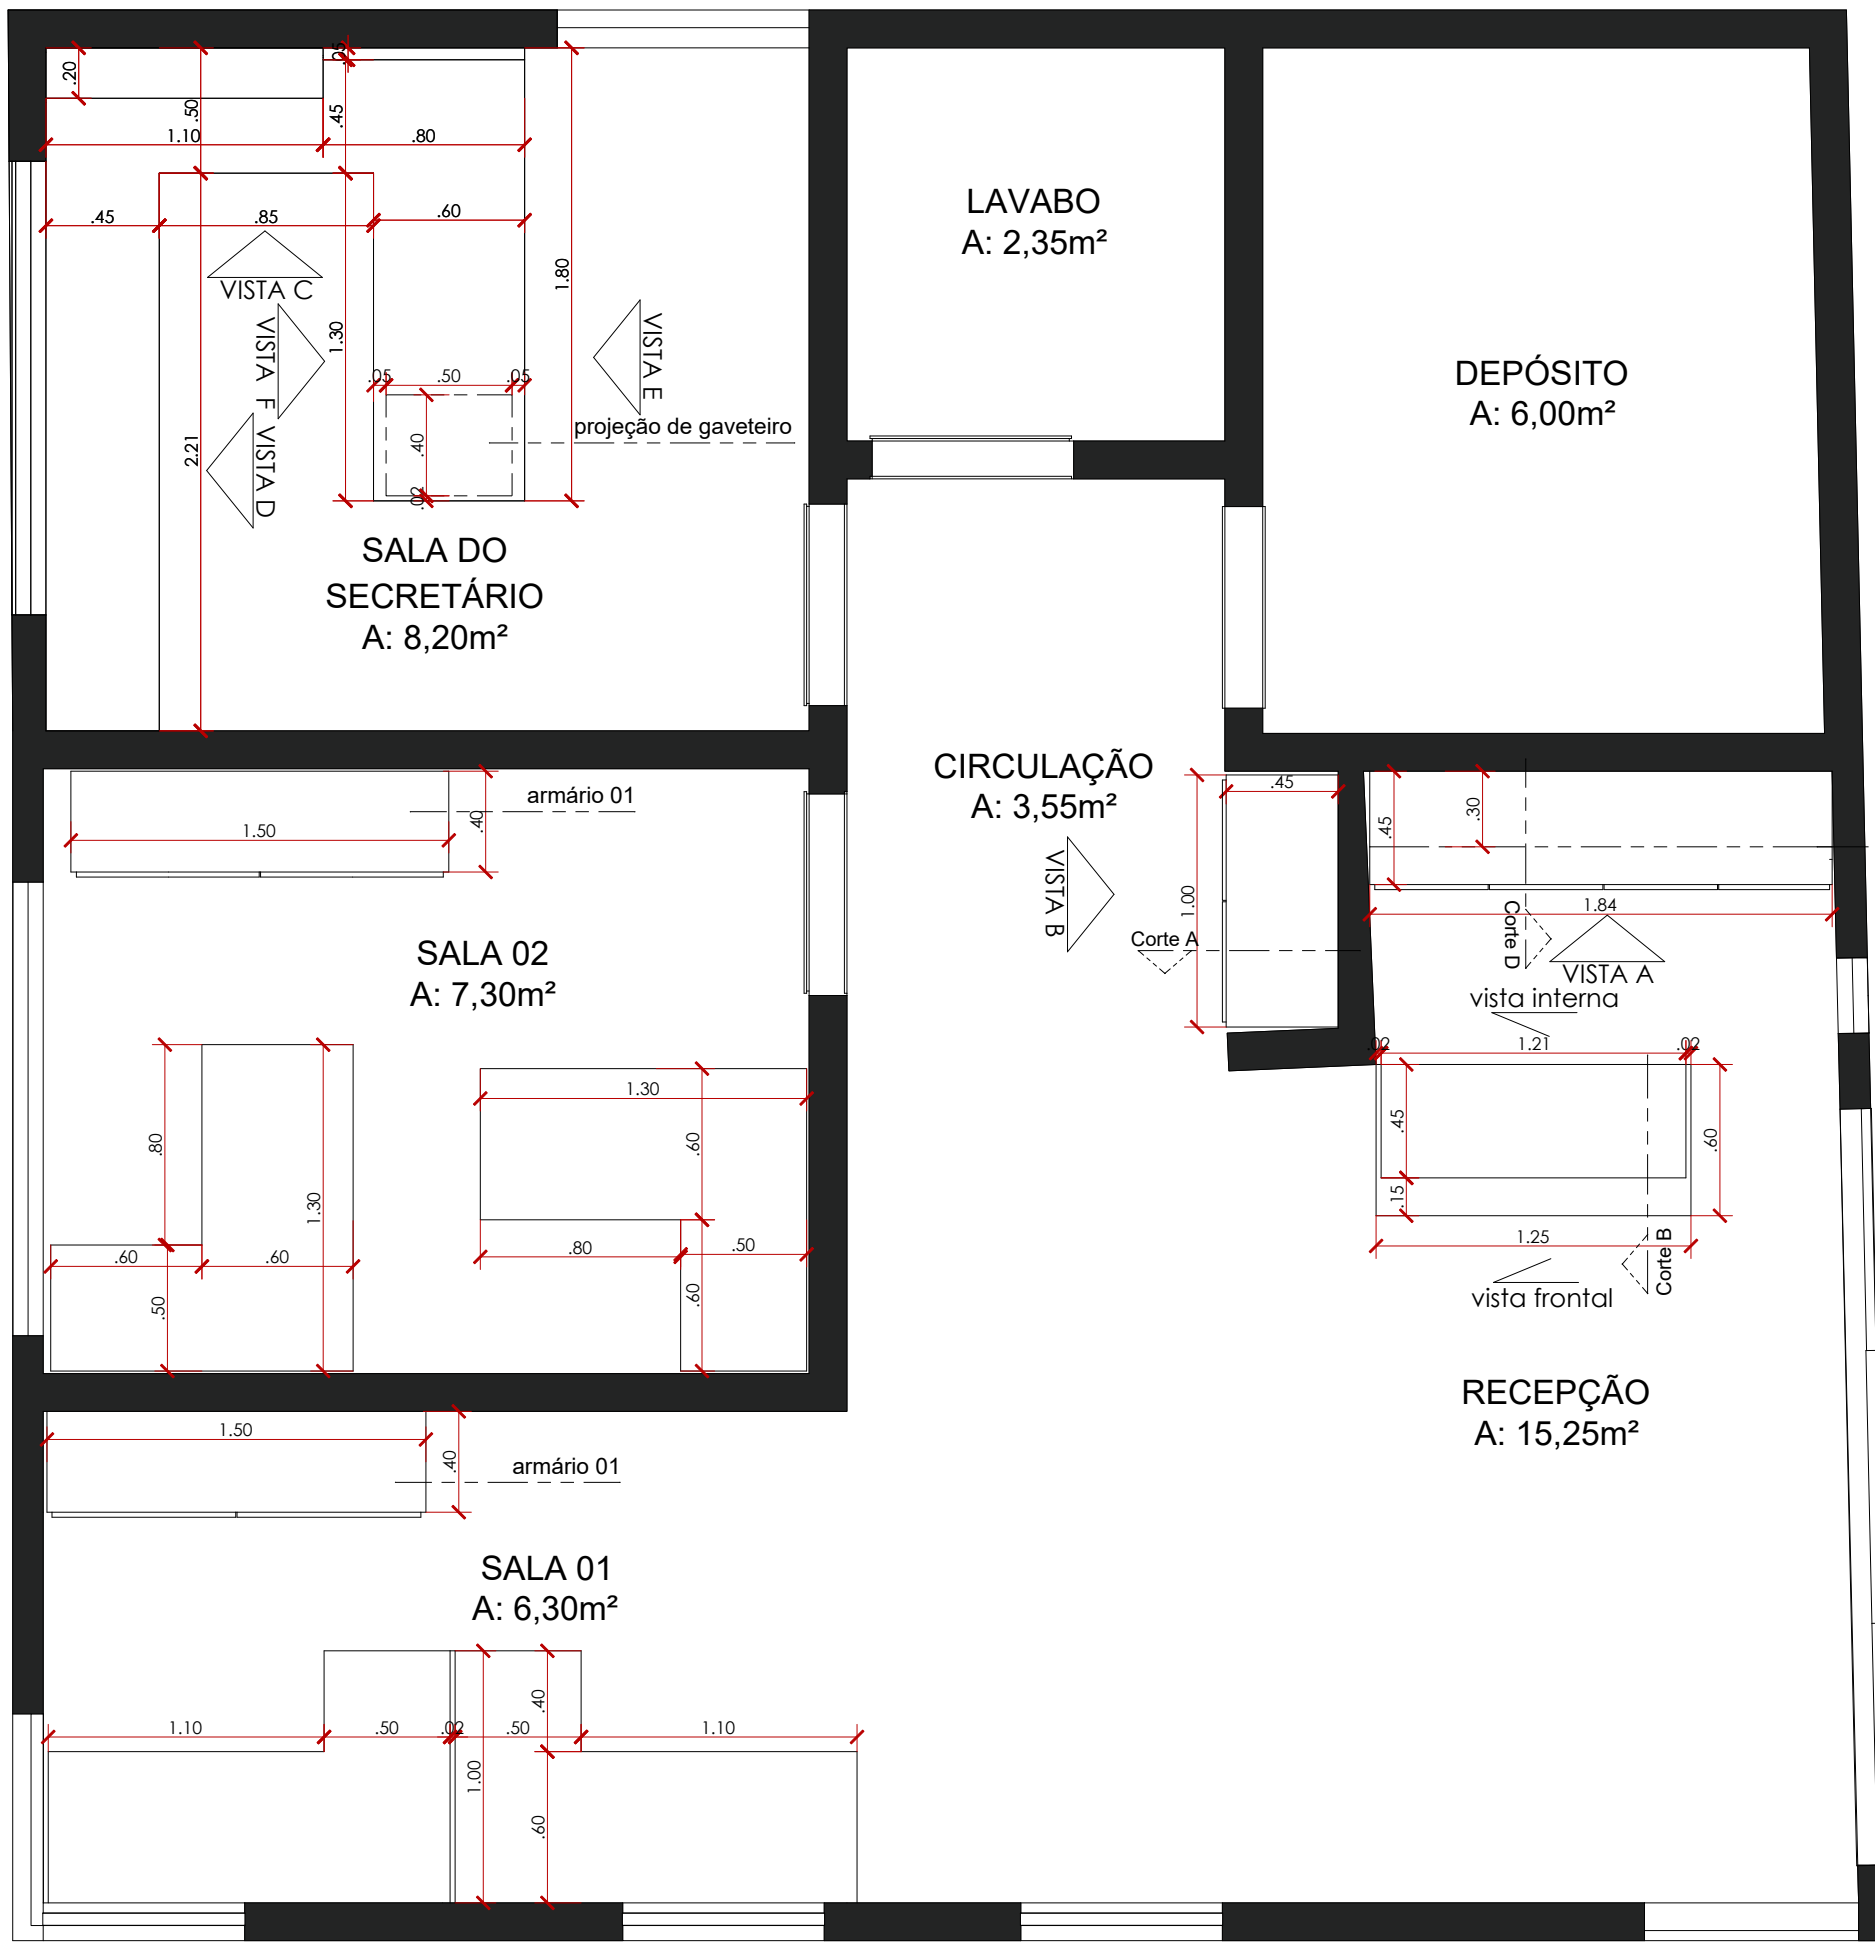 .20
.50
.05
.45
1.10
.80
.45
.85
.60
1.80
VISTA C
VISTA F
VISTA D
2.21
1.30
VISTA E
.05
.50
.05
.40
.02
projeção de gaveteiro
SALA DO
SECRETÁRIO
A: 8,20m²
LAVABO
A: 2,35m²
DEPÓSITO
A: 6,00m²
CIRCULAÇÃO
A: 3,55m²
VISTA B
.45
1.00
Corte A
.45
.30
1.84
Corte D
VISTA A
vista interna
.02
1.21
.02
.45
.15
.60
1.25
Corte B
vista frontal
RECEPÇÃO
A: 15,25m²
armário 01
1.50
.40
SALA 02
A: 7,30m²
.80
1.30
.60
.60
.50
1.30
.60
.80
.50
.60
1.50
.40
armário 01
SALA 01
A: 6,30m²
1.10
.50
.02
.50
1.10
.40
1.00
.60